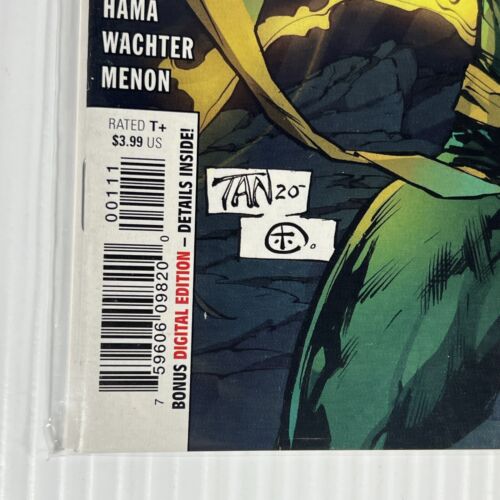 HAMA
WACHTER
MENON
RATED T+
$3.99 US
00111
7 59606 09820 0
BONUS DIGITAL EDITION – DETAILS INSIDE!
TAN 20-